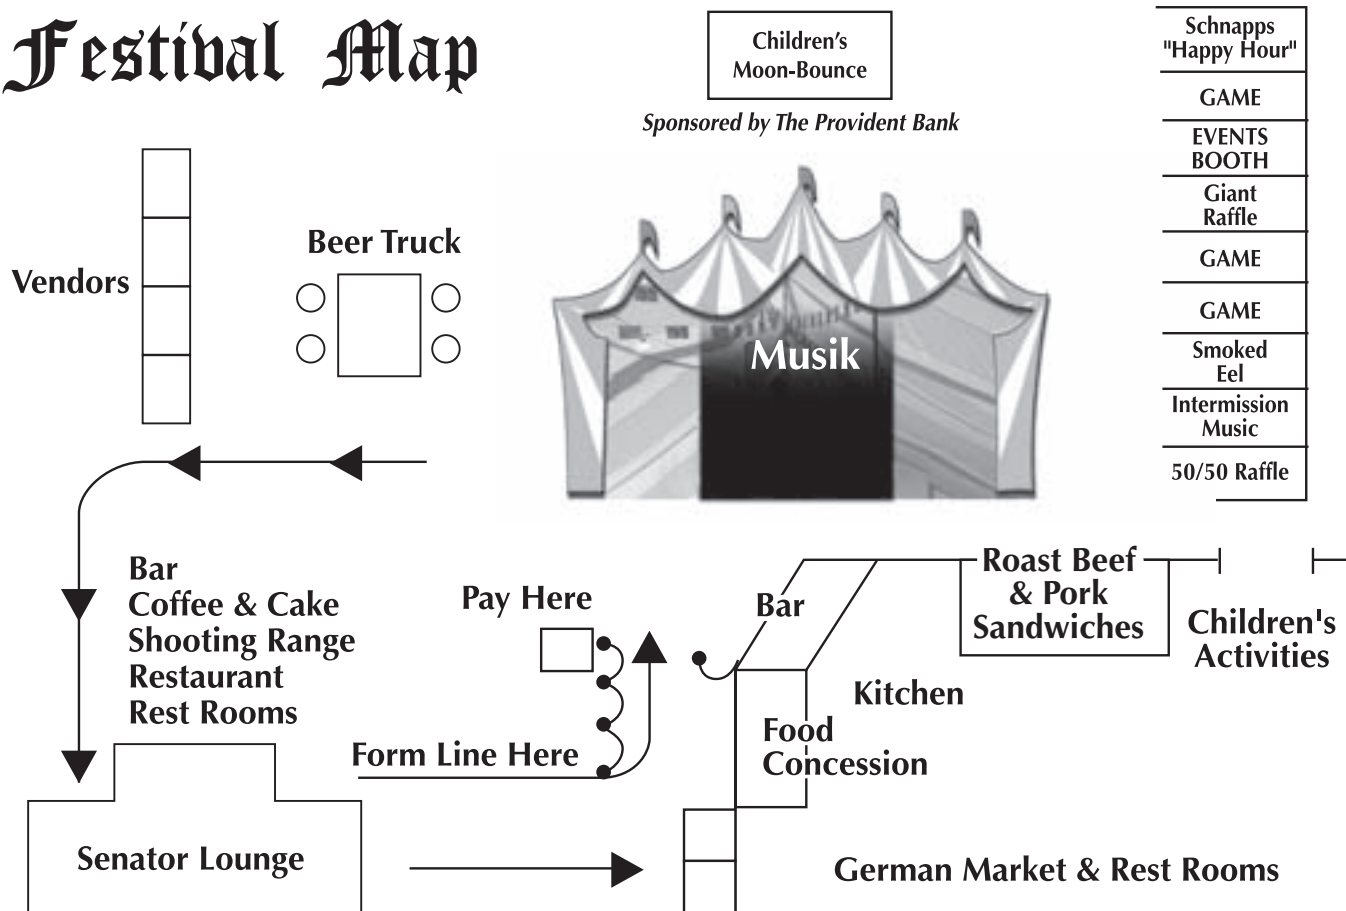 Festival Map
Children's
Moon-Bounce
Sponsored by The Provident Bank
Schnapps
"Happy Hour"
GAME
EVENTS
BOOTH
Giant
Raffle
GAME
GAME
Smoked
Eel
Intermission
Music
50/50 Raffle
Vendors
Beer Truck
Musik
Bar
Coffee & Cake
Shooting Range
Restaurant
Rest Rooms
Pay Here
Form Line Here
Bar
Roast Beef
& Pork
Sandwiches
Children's
Activities
Kitchen
Food
Concession
Senator Lounge
German Market & Rest Rooms